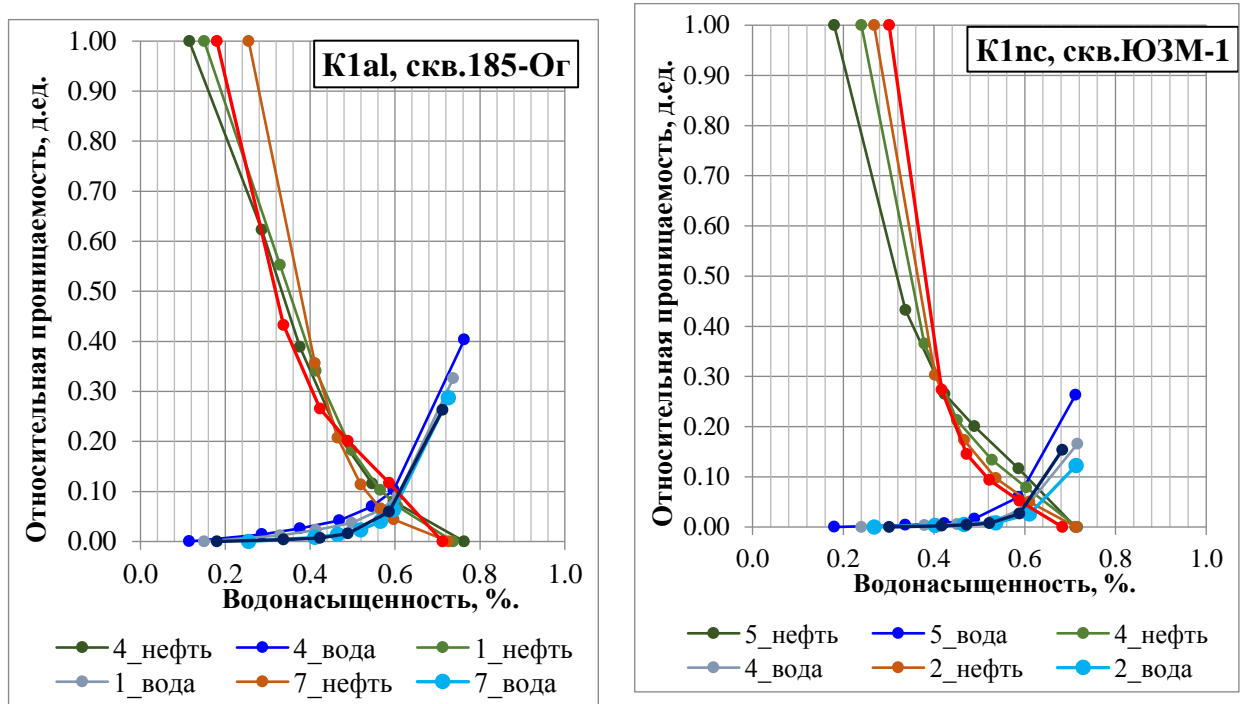 К1al, скв.185-Ог
Относительная проницаемость, д.ед.
1.00
0.90
0.80
0.70
0.60
0.50
0.40
0.30
0.20
0.10
0.00
0.0 0.2 0.4 0.6 0.8 1.0
Водонасыщенность, %.
4_нефть 4_вода 1_нефть
1_вода 7_нефть 7_вода
К1nc, скв.ЮЗМ-1
Относительная проницаемость, д.ед.
1.00
0.90
0.80
0.70
0.60
0.50
0.40
0.30
0.20
0.10
0.00
0.0 0.2 0.4 0.6 0.8 1.0
Водонасыщенность, %.
5_нефть 5_вода 4_нефть
4_вода 2_нефть 2_вода